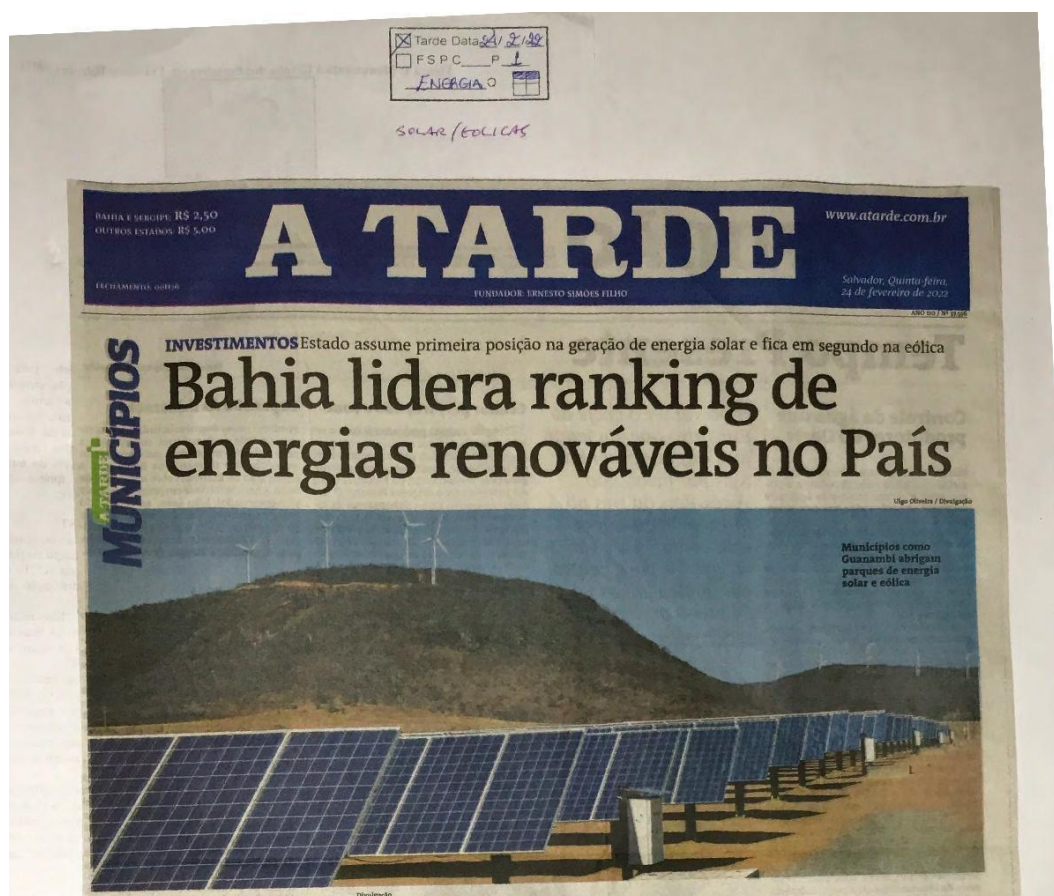 Tarde Data 24/2/22
FSPC P 1
ENERGIA
SOLAR/EOLICAS
BAHIA E SERGIPE: R$ 2,50
OUTROS ESTADOS: R$ 5,00
A TARDE
www.atarde.com.br
FUNDADOR: ERNESTO SIMÕES FILHO
Salvador, Quinta-feira,
24 de fevereiro de 2022
A TARDE
MUNICÍPIOS
INVESTIMENTOS Estado assume primeira posição na geração de energia solar e fica em segundo na eólica
Bahia lidera ranking de
energias renováveis no País
Ulgo Oliveira / Divulgação
Municípios como
Guanambi abrigam
parques de energia
solar e eólica
Divulgação